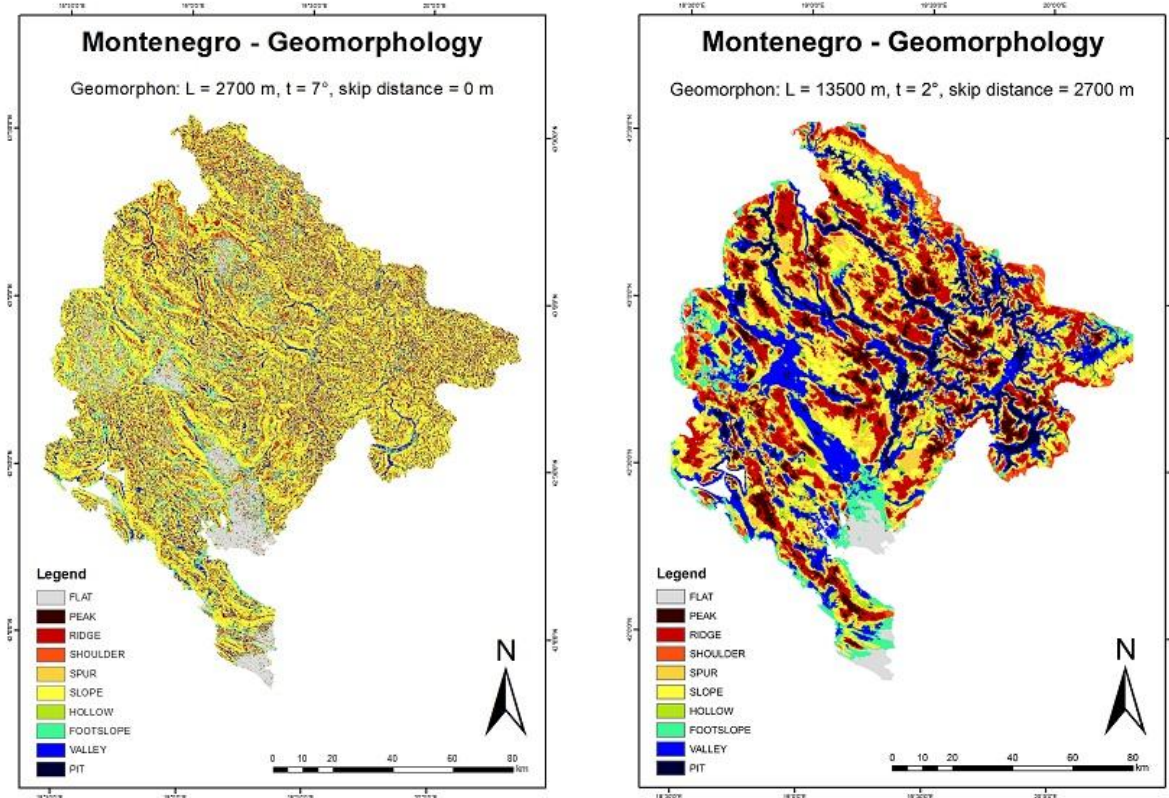 Montenegro - Geomorphology
Geomorphon: L = 2700 m, t = 7°, skip distance = 0 m
Legend
FLAT
PEAK
RIDGE
SHOULDER
SPUR
SLOPE
HOLLOW
FOOTSLOPE
VALLEY
PIT
N
0 10 20 40 60 80
km
Montenegro - Geomorphology
Geomorphon: L = 13500 m, t = 2°, skip distance = 2700 m
Legend
FLAT
PEAK
RIDGE
SHOULDER
SPUR
SLOPE
HOLLOW
FOOTSLOPE
VALLEY
PIT
N
0 10 20 40 60 80
km